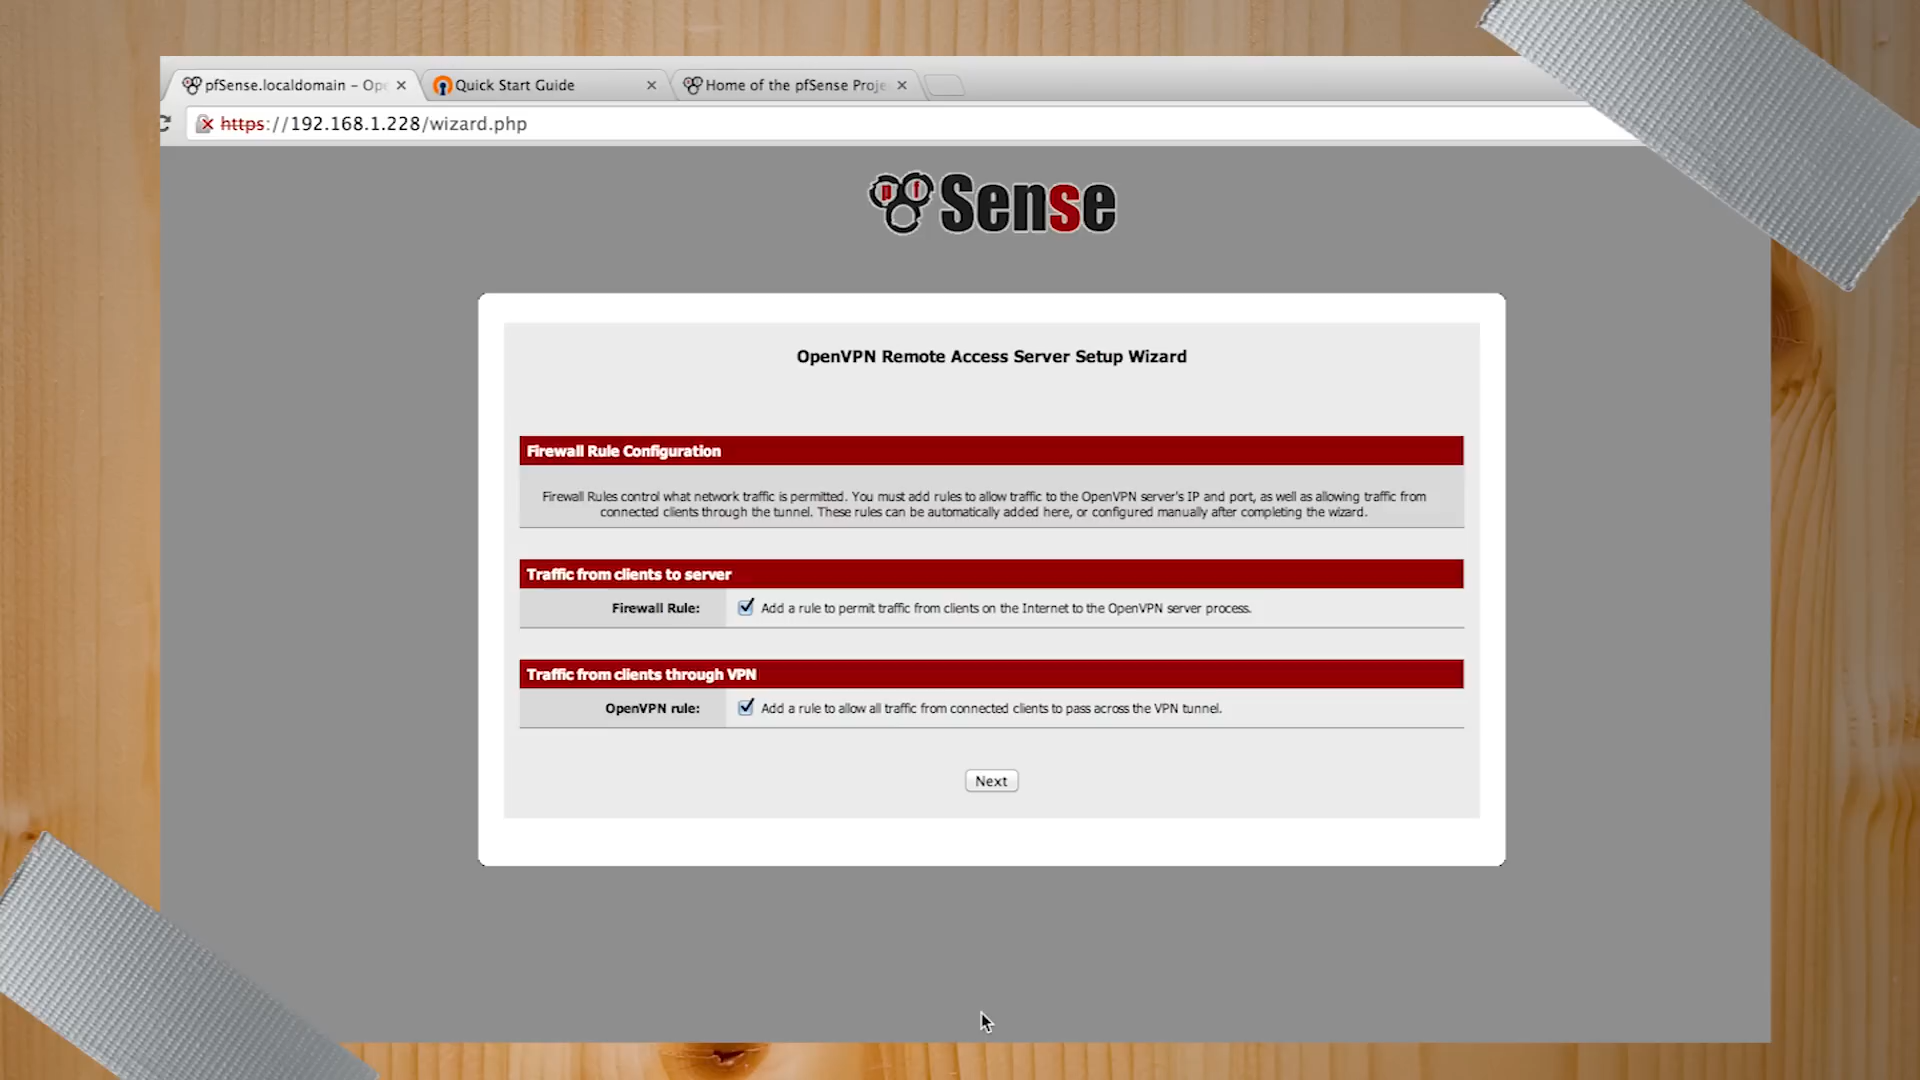 pfSense.localdomain – Ope
Quick Start Guide
Home of the pfSense Proje
https://192.168.1.228/wizard.php
pf Sense
OpenVPN Remote Access Server Setup Wizard
Firewall Rule Configuration
Firewall Rules control what network traffic is permitted. You must add rules to allow traffic to the OpenVPN server's IP and port, as well as allowing traffic from
connected clients through the tunnel. These rules can be automatically added here, or configured manually after completing the wizard.
Traffic from clients to server
Firewall Rule: Add a rule to permit traffic from clients on the Internet to the OpenVPN server process.
Traffic from clients through VPN
OpenVPN rule: Add a rule to allow all traffic from connected clients to pass across the VPN tunnel.
Next